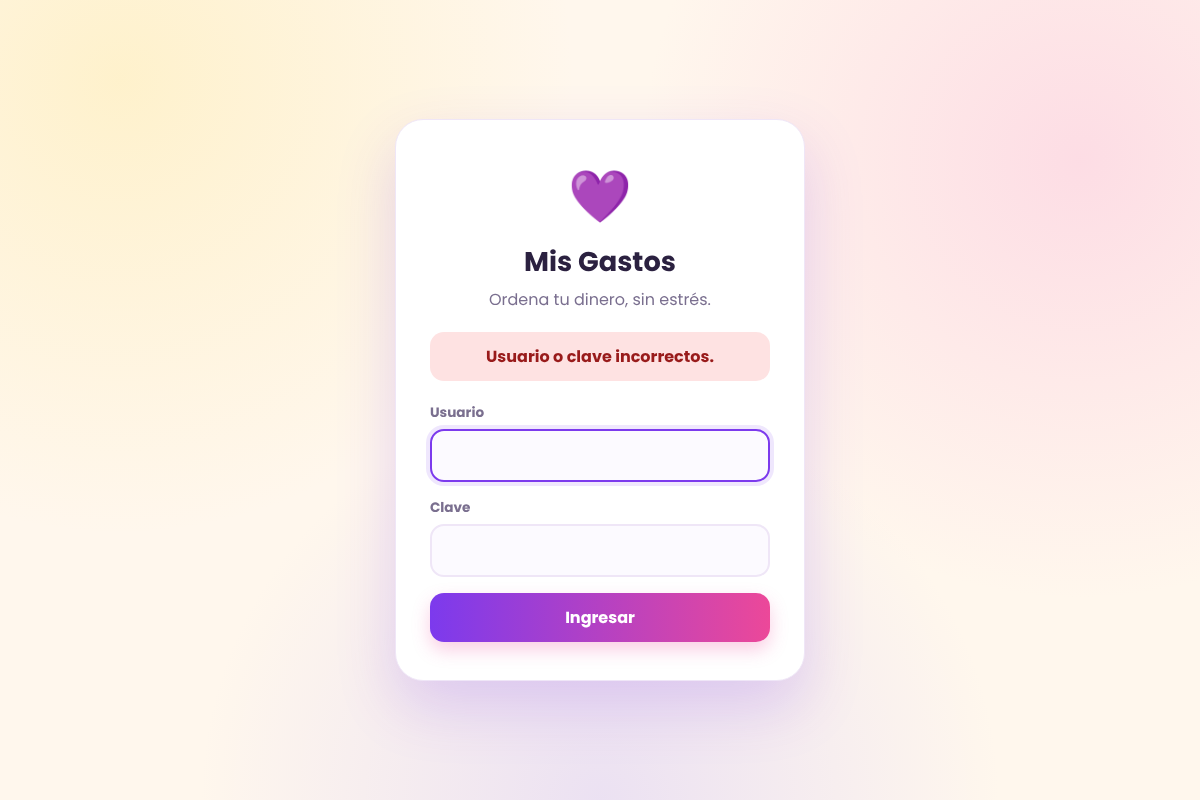 Mis Gastos
Ordena tu dinero, sin estrés.
Usuario o clave incorrectos.
Usuario
Clave
Ingresar